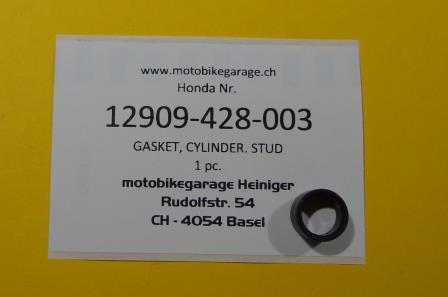 www.motobikegarage.ch
Honda Nr.
12909-428-003
GASKET, CYLINDER. STUD
1 pc.
motobikegarage Heiniger
Rudolfstr. 54
CH - 4054 Basel